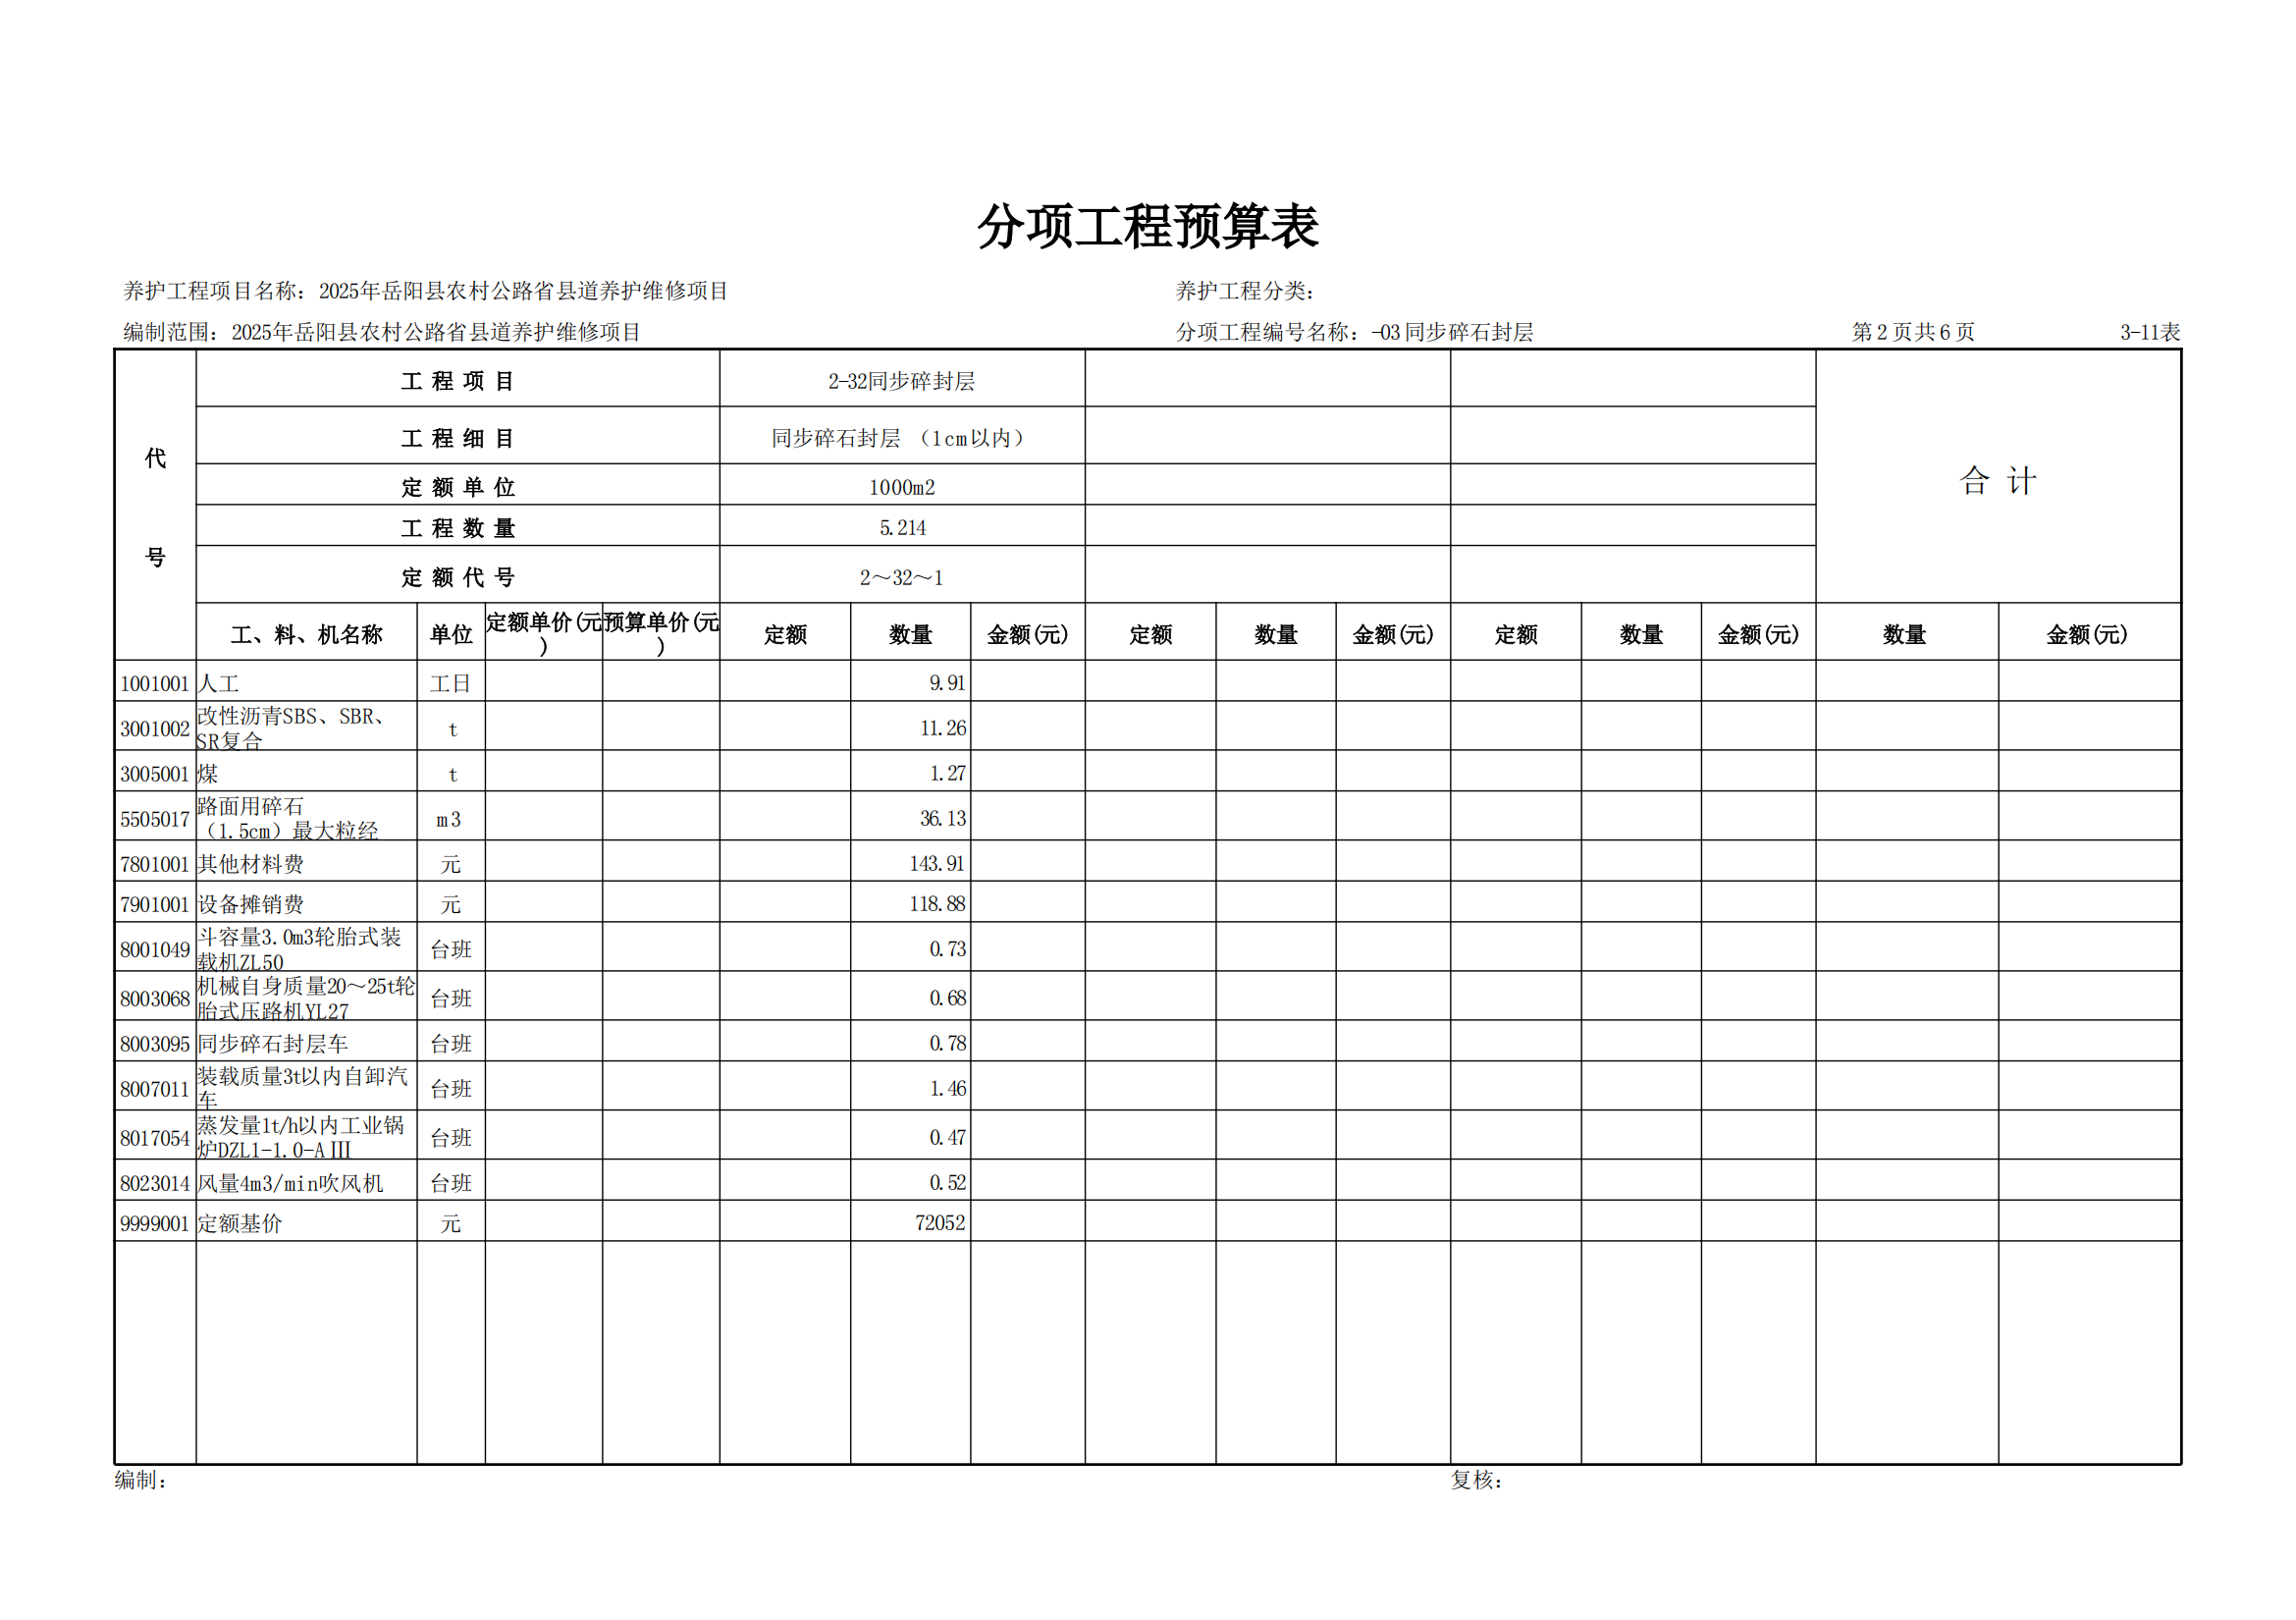 分项工程预算表
养护工程项目名称：2025年岳阳县农村公路省县道养护维修项目 养护工程分类：
编制范围：2025年岳阳县农村公路省县道养护维修项目 分项工程编号名称：-03同步碎石封层 第2页共6页 3-11表
代
号
工 程 项 目 2-32同步碎封层
工 程 细 目 同步碎石封层 （1cm以内）
合 计
定 额 单 位 1000m2
工 程 数 量 5.214
定 额 代 号 2～32～1
工、料、机名称 单位 定额单价(元) 预算单价(元) 定额 数量 金额(元) 定额 数量 金额(元) 定额 数量 金额(元) 数量 金额(元)
1001001 人工 工日 9.91
3001002 改性沥青SBS、SBR、
SR复合 t 11.26
3005001 煤 t 1.27
5505017 路面用碎石
（1.5cm）最大粒经 m3 36.13
7801001 其他材料费 元 143.91
7901001 设备摊销费 元 118.88
8001049 斗容量3.0m3轮胎式装
载机ZL50 台班 0.73
8003068 机械自身质量20～25t轮
胎式压路机YL27 台班 0.68
8003095 同步碎石封层车 台班 0.78
8007011 装载质量3t以内自卸汽
车 台班 1.46
8017054 蒸发量1t/h以内工业锅
炉DZL1-1.0-AⅢ 台班 0.47
8023014 风量4m3/min吹风机 台班 0.52
9999001 定额基价 元 72052
编制： 复核：